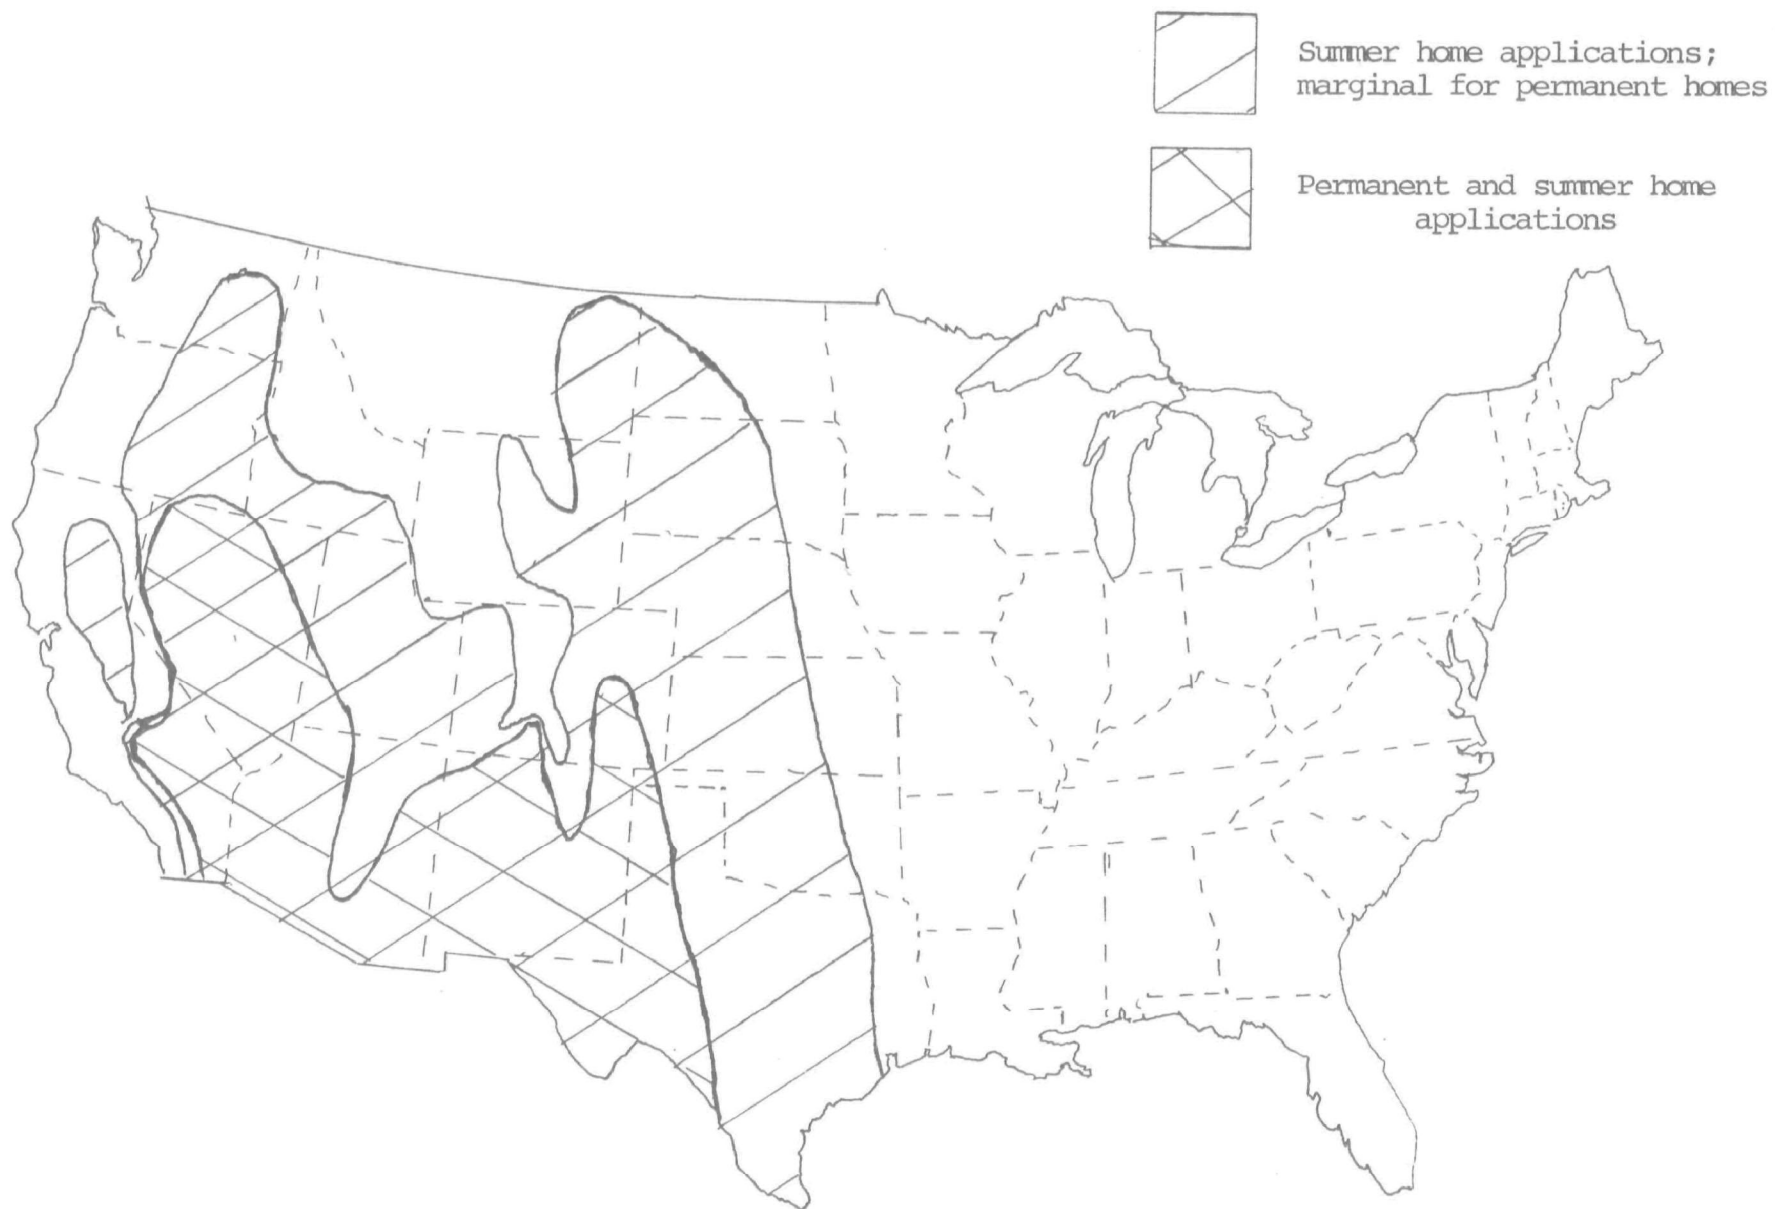 Summer home applications;
marginal for permanent homes
Permanent and summer home
applications